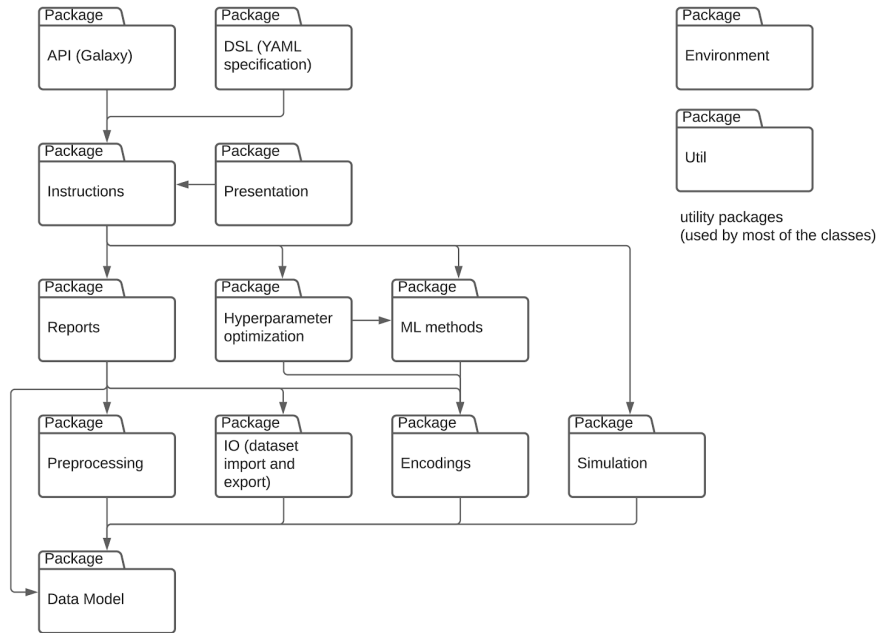 Package
API (Galaxy)
Package
DSL (YAML
specification)
Package
Environment
Package
Util
utility packages
(used by most of the classes)
Package
Instructions
Package
Presentation
Package
Reports
Package
Hyperparameter
optimization
Package
ML methods
Package
Preprocessing
Package
IO (dataset
import and
export)
Package
Encodings
Package
Simulation
Package
Data Model